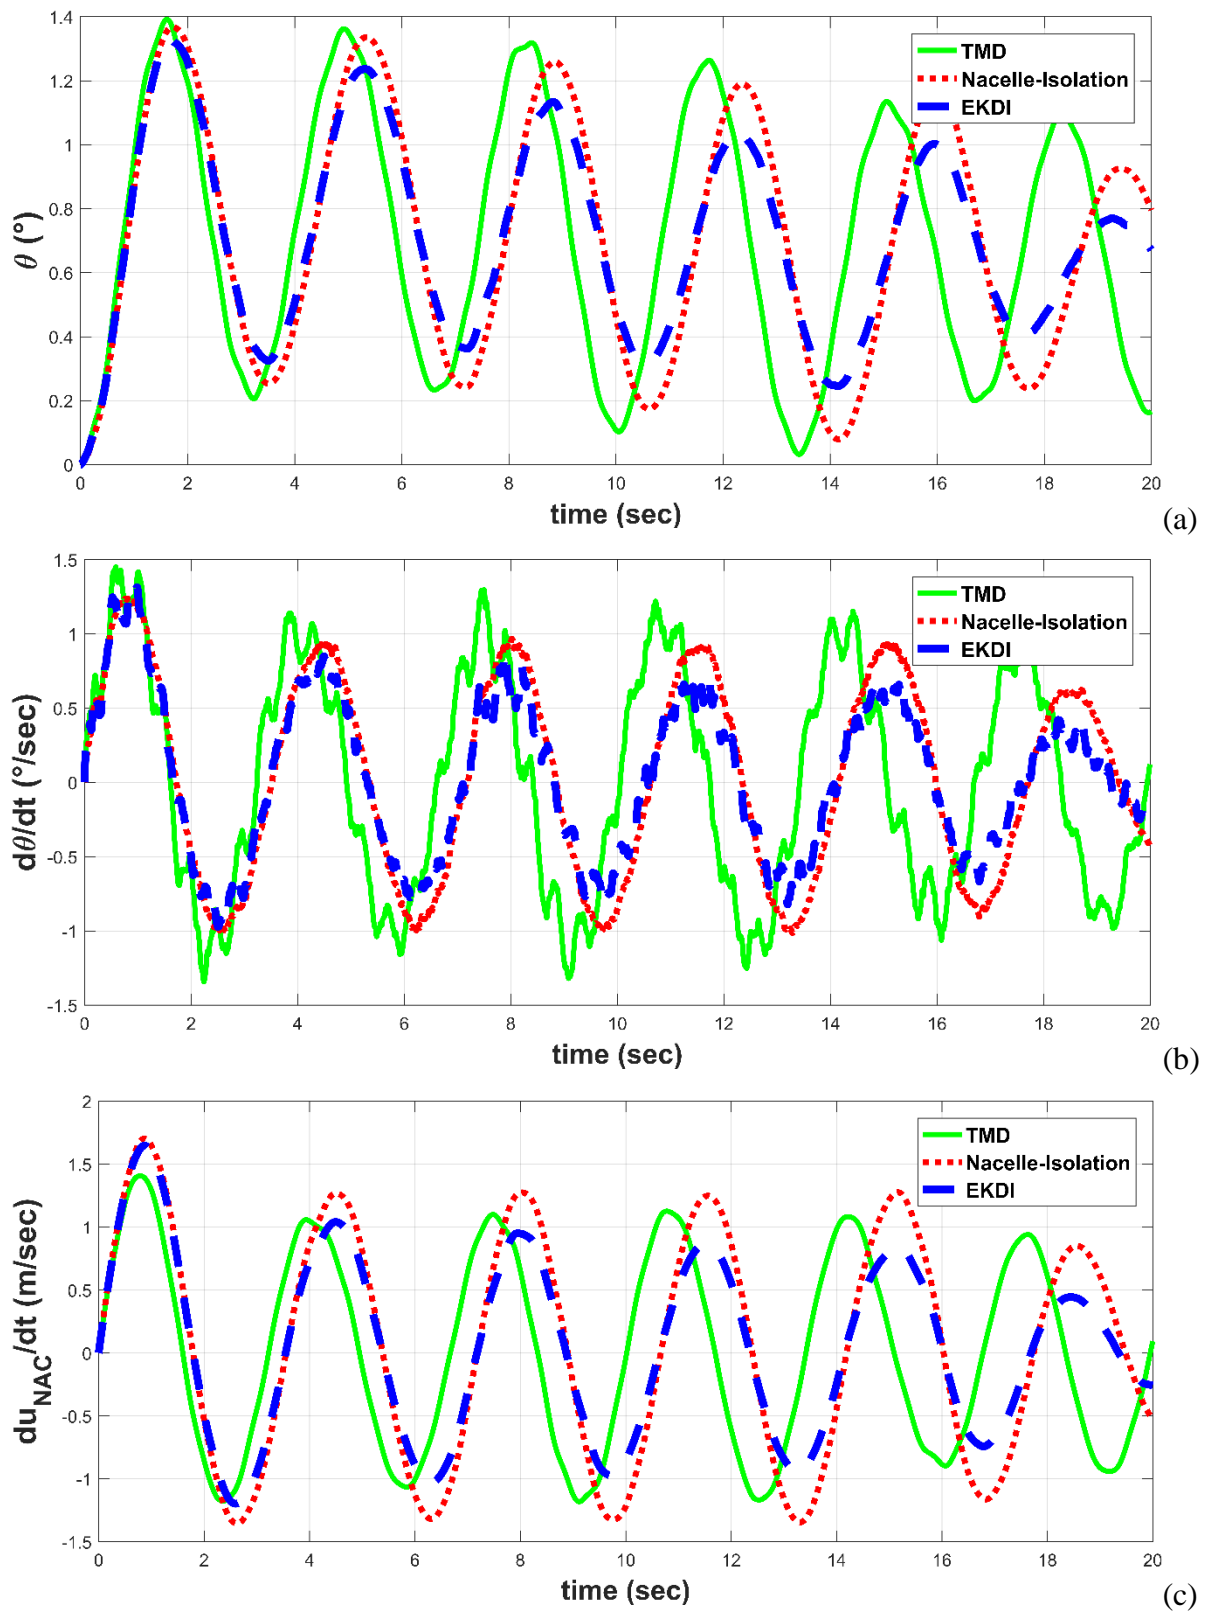 1.4
1.2
1
0.8
0.6
0.4
0.2
0
θ (°)
TMD
Nacelle-Isolation
EKDI
0 2 4 6 8 10 12 14 16 18 20
time (sec)
(a)
1.5
1
0.5
0
-0.5
-1
-1.5
dθ/dt (°/sec)
TMD
Nacelle-Isolation
EKDI
0 2 4 6 8 10 12 14 16 18 20
time (sec)
(b)
2
1.5
1
0.5
0
-0.5
-1
-1.5
du_NAC/dt (m/sec)
TMD
Nacelle-Isolation
EKDI
0 2 4 6 8 10 12 14 16 18 20
time (sec)
(c)